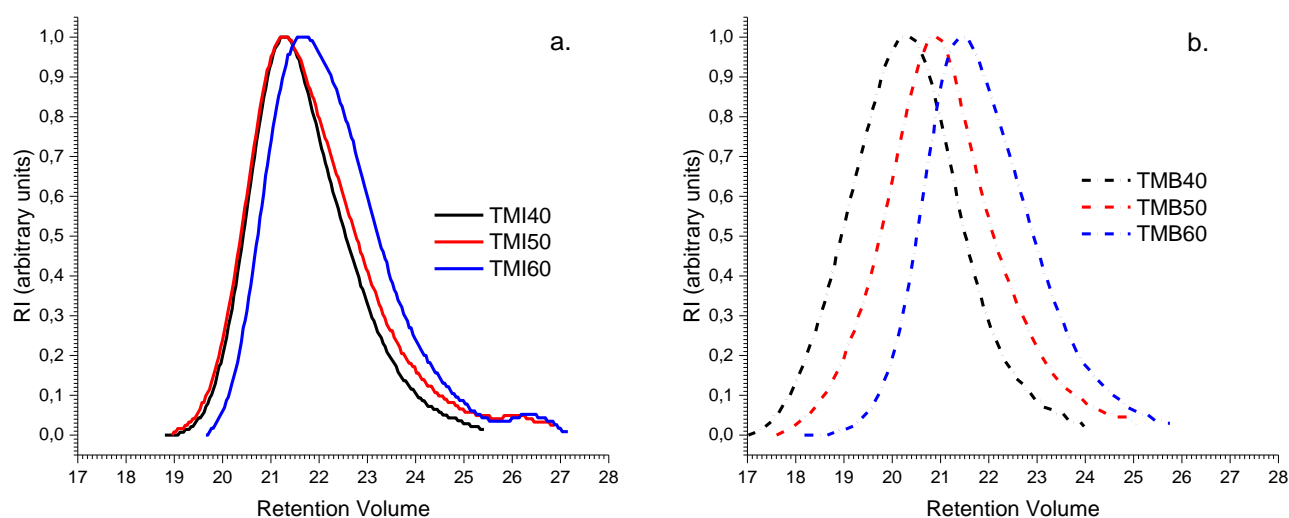 a.
1,0
0,9
0,8
0,7
0,6
0,5
0,4
0,3
0,2
0,1
0,0
RI (arbitrary units)
TMI40
TMI50
TMI60
17 18 19 20 21 22 23 24 25 26 27 28
Retention Volume
b.
1,0
0,9
0,8
0,7
0,6
0,5
0,4
0,3
0,2
0,1
0,0
RI (arbitrary units)
TMB40
TMB50
TMB60
17 18 19 20 21 22 23 24 25 26 27 28
Retention Volume